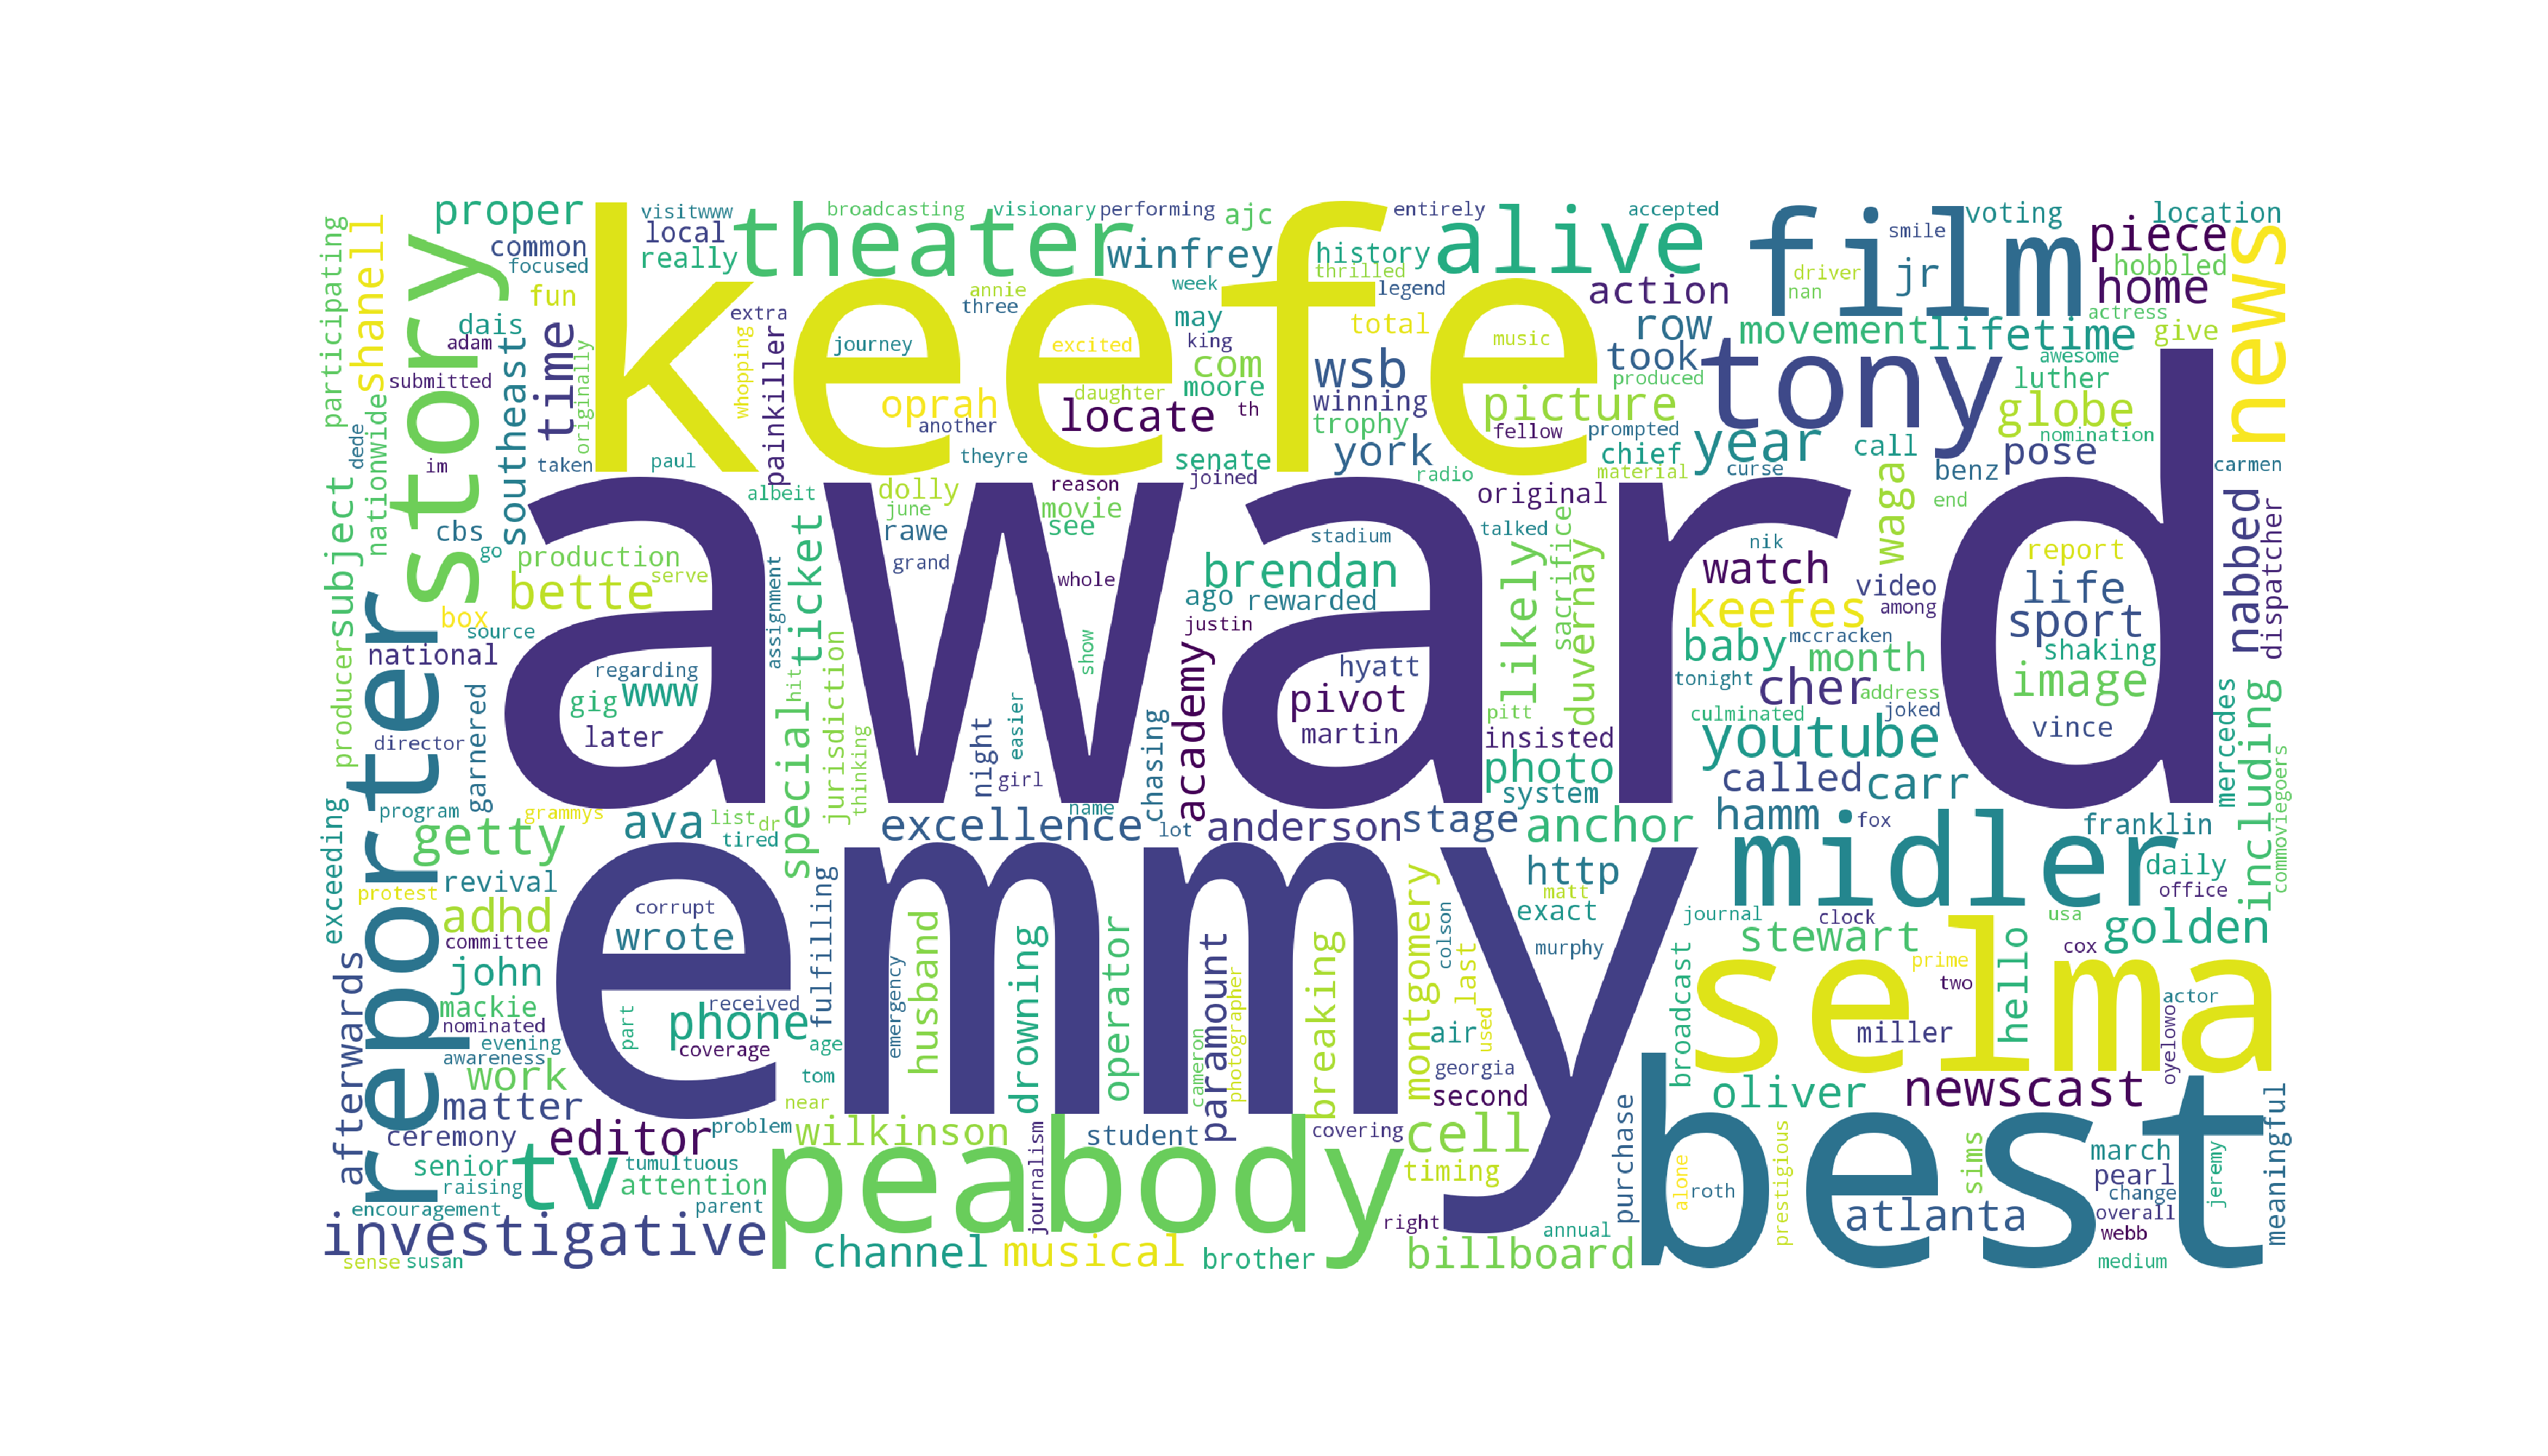 award
keefe
emmy
best
selma
film
tony
midler
peabody
reporter
story
theater
alive
news
investigative
tv
proper
common
focused
fun
dais
adam
submitted
time
southeast
originally
taken
shanell
participating
nationwide
dede
im
subject
producer
visitwww
local
really
broadcasting
visionary
performing
ajc
winfrey
entirely
history
thrilled
legend
accepted
smile
voting
location
piece
hobbled
home
jr
driver
nan
action
row
took
movement
lifetime
actress
give
awesome
luther
globe
nomination
pose
benz
carmen
end
extra
whopping
painkiller
journey
annie
three
excited
week
may
king
com
moore
daughter
th
oprah
another
locate
theyre
paul
albeit
total
wsb
winning
trophy
york
senate
joined
reason
dolly
june
rawe
movie
see
grand
whole
music
produced
picture
fellow
prompted
chief
year
call
material
curse
radio
original
talked
waga
nabbed
dispatcher
cbs
go
production
serve
bette
box
source
national
regarding
gig
www
later
director
garnered
program
grammys
getty
exceeding
ticket
assignment
hit
special
jurisdiction
thinking
show
easier
night
girl
name
chasing
academy
stadium
brendan
ago
rewarded
justin
hyatt
pivot
martin
likely
sacrifice
duvernay
pitt
insisted
photo
system
nik
watch
video
keefes
among
baby
mccracken
month
tonight
cher
address
culminated
joked
youtube
called
carr
report
life
sport
shaking
image
vince
mercedes
including
commoviegoers
ava
list
dr
tired
excellence
lot
anderson
stage
anchor
hamm
fox
franklin
daily
office
revival
protest
adhd
committee
john
mackie
nominated
evening
awareness
work
matter
afterwards
ceremony
editor
senior
raising
encouragement
sense
susan
corrupt
wrote
received
phone
coverage
part
age
tom
near
problem
fulfilling
emergency
husband
drowning
operator
cameron
paramount
photographer
breaking
montgomery
last
colson
used
air
georgia
second
http
matt
exact
murphy
journal
clock
usa
stewart
cox
golden
prime
hello
two
actor
oyelowo
miller
broadcast
oliver
newscast
wilkinson
student
covering
cell
timing
tumultuous
attention
parent
journalism
channel
musical
brother
right
annual
billboard
purchase
alone
roth
prestigious
atlanta
sims
march
pearl
change
overall
webb
medium
jeremy
meaningful